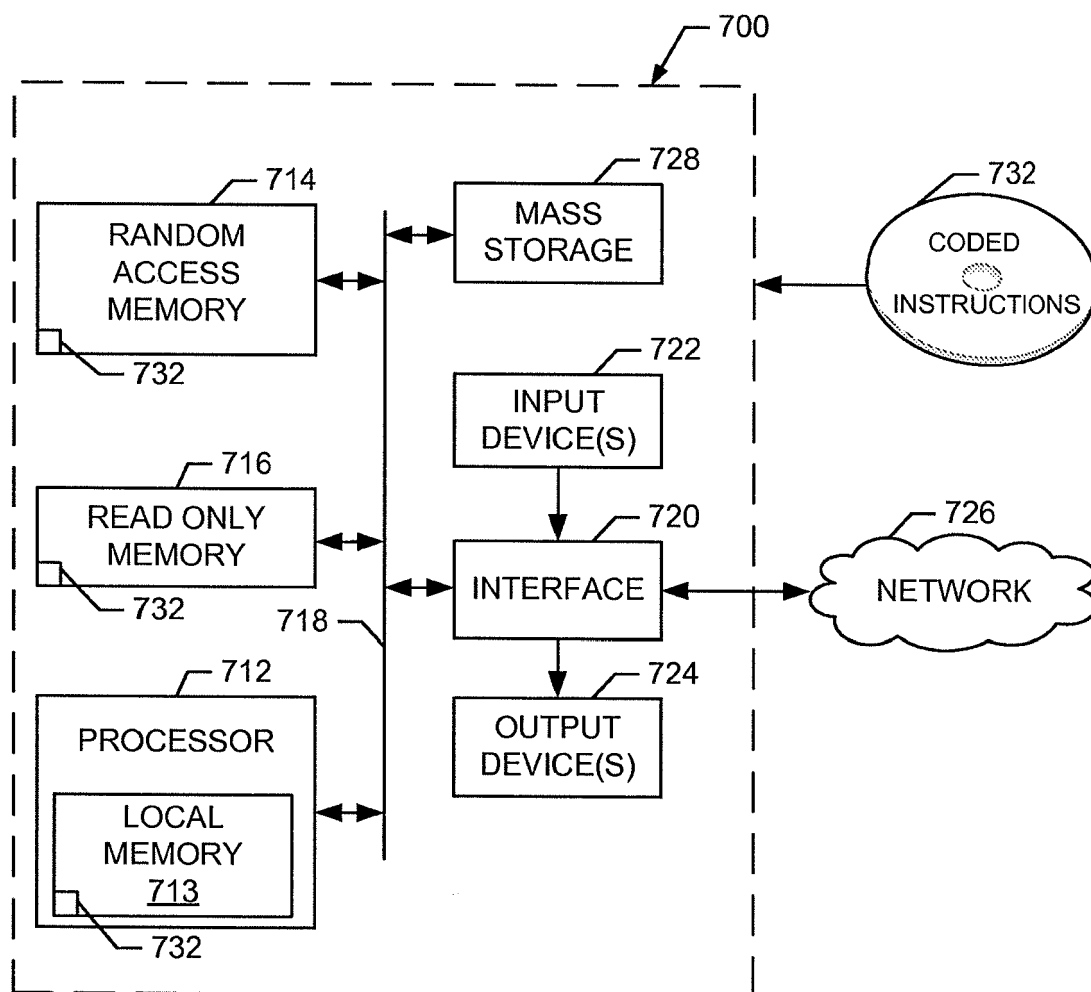 700
714
RANDOM
ACCESS
MEMORY
732
728
MASS
STORAGE
732
CODED
INSTRUCTIONS
722
INPUT
DEVICE(S)
716
READ ONLY
MEMORY
732
720
INTERFACE
726
NETWORK
718
712
PROCESSOR
LOCAL
MEMORY
713
732
724
OUTPUT
DEVICE(S)